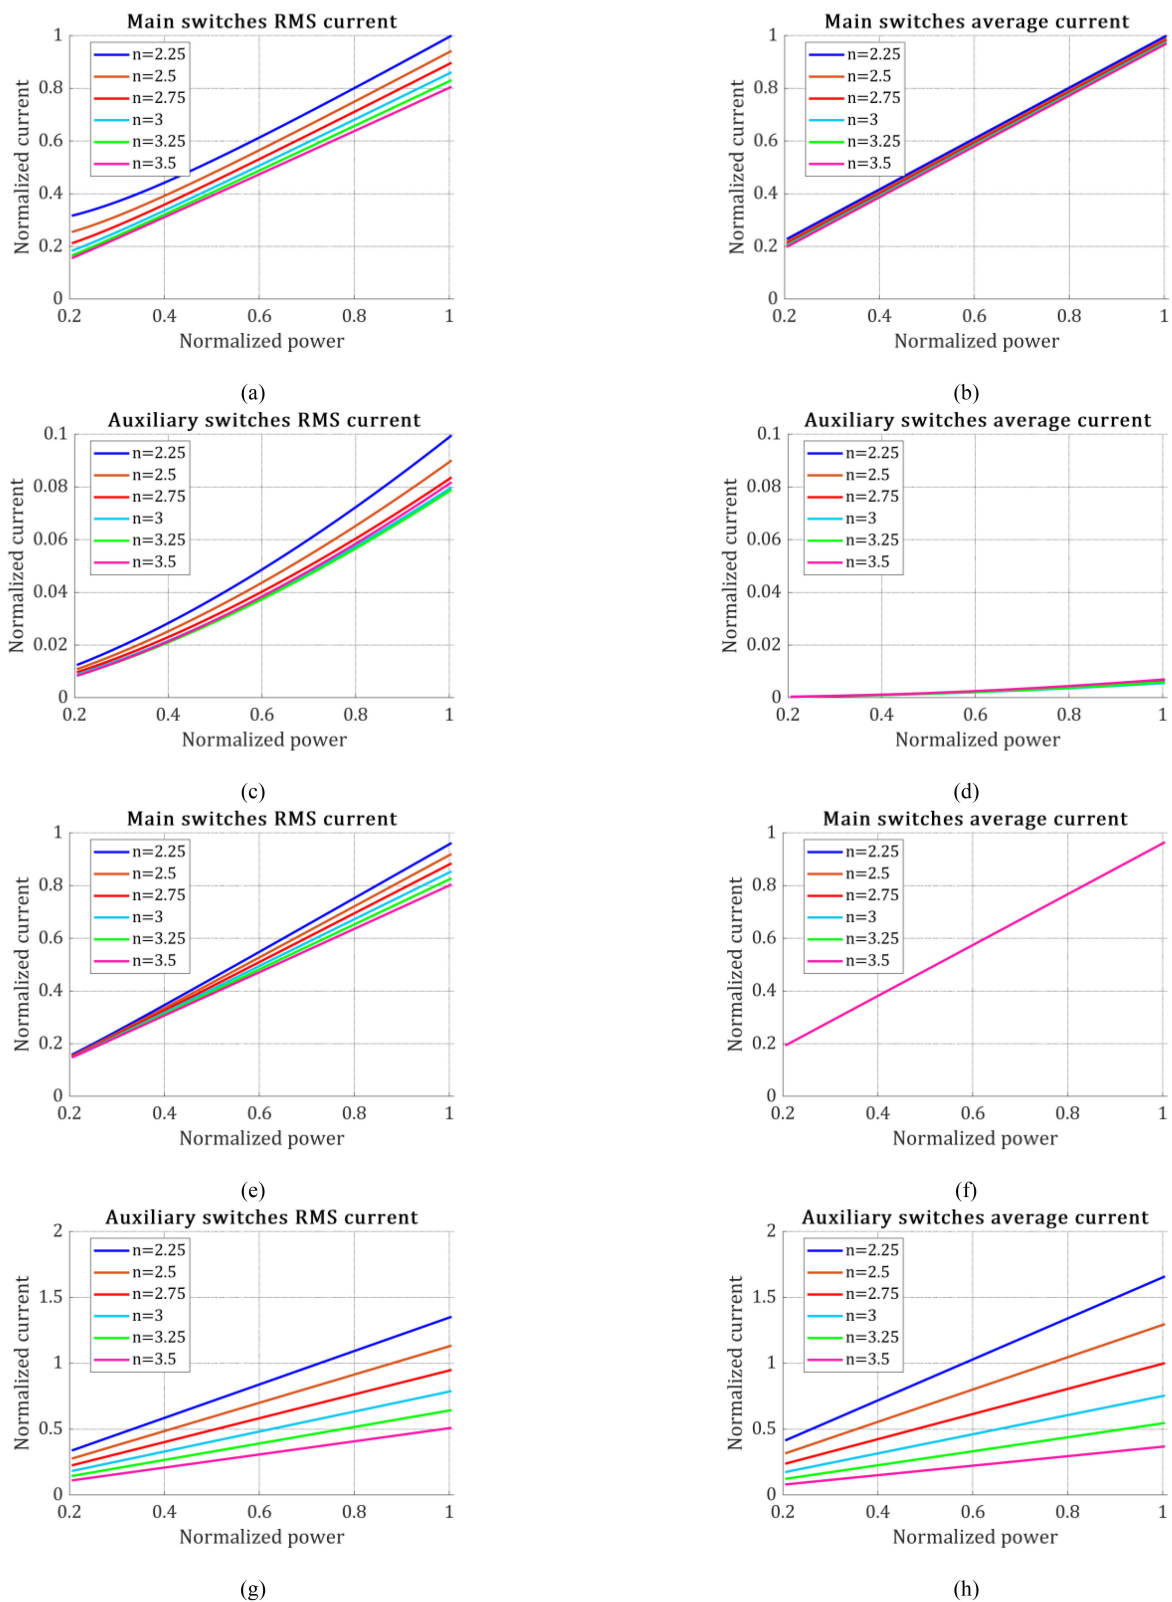 Main switches RMS current
Normalized current
1
0.8
0.6
0.4
0.2
0
n=2.25
n=2.5
n=2.75
n=3
n=3.25
n=3.5
0.2 0.4 0.6 0.8 1
Normalized power
(a)
Main switches average current
Normalized current
1
0.8
0.6
0.4
0.2
0
n=2.25
n=2.5
n=2.75
n=3
n=3.25
n=3.5
0.2 0.4 0.6 0.8 1
Normalized power
(b)
Auxiliary switches RMS current
Normalized current
0.1
0.08
0.06
0.04
0.02
0
n=2.25
n=2.5
n=2.75
n=3
n=3.25
n=3.5
0.2 0.4 0.6 0.8 1
Normalized power
(c)
Auxiliary switches average current
Normalized current
0.1
0.08
0.06
0.04
0.02
0
n=2.25
n=2.5
n=2.75
n=3
n=3.25
n=3.5
0.2 0.4 0.6 0.8 1
Normalized power
(d)
Main switches RMS current
Normalized current
1
0.8
0.6
0.4
0.2
0
n=2.25
n=2.5
n=2.75
n=3
n=3.25
n=3.5
0.2 0.4 0.6 0.8 1
Normalized power
(e)
Main switches average current
Normalized current
1
0.8
0.6
0.4
0.2
0
n=2.25
n=2.5
n=2.75
n=3
n=3.25
n=3.5
0.2 0.4 0.6 0.8 1
Normalized power
(f)
Auxiliary switches RMS current
Normalized current
2
1.5
1
0.5
0
n=2.25
n=2.5
n=2.75
n=3
n=3.25
n=3.5
0.2 0.4 0.6 0.8 1
Normalized power
(g)
Auxiliary switches average current
Normalized current
2
1.5
1
0.5
0
n=2.25
n=2.5
n=2.75
n=3
n=3.25
n=3.5
0.2 0.4 0.6 0.8 1
Normalized power
(h)